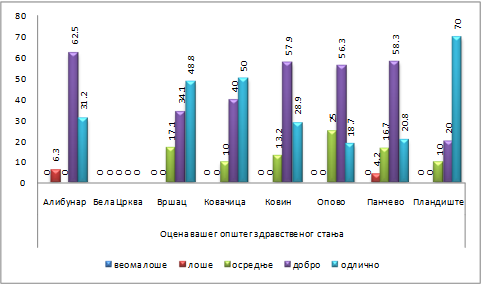 80
70
60
50
40
30
20
10
0
0 6.3 0 62.5 31.2
0 0 0 0 0
0 0 17.1 34.1 48.8
0 0 10 40 50
0 0 13.2 57.9 28.9
0 0 25 56.3 18.7
0 4.2 16.7 58.3 20.8
0 0 10 20 70
Алибунар БелаЦрква Вршац Ковачица Ковин Опово Панчево Пландиште
Оцена вашег општег здравственог стања
веома лоше лоше осредње добро одлично